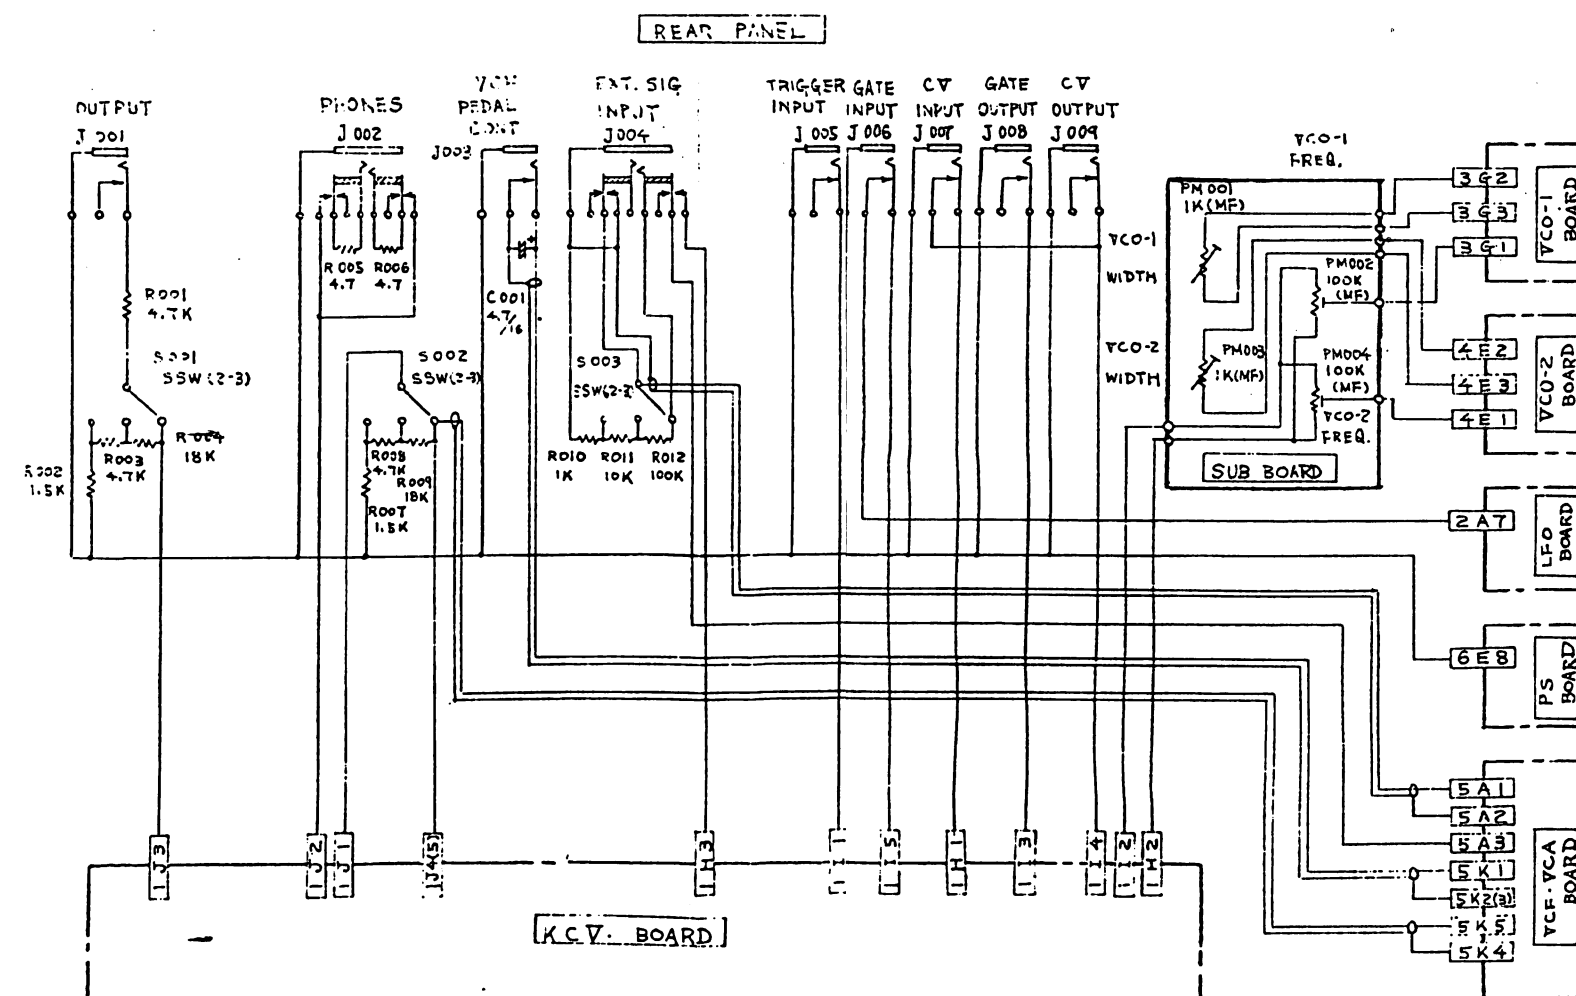 REAR PANEL
OUTPUT
J001
PHONES
J002
PEDAL
CONT
J003
EXT. SIG
INPUT
J004
TRIGGER
INPUT
J005
GATE
INPUT
J006
CV
INPUT
J007
GATE
OUTPUT
J008
CV
OUTPUT
J009
VCO-1
FREQ.
PM001
1K(MF)
VCO-1
WIDTH
PM002
100K
(MF)
VCO-2
WIDTH
PM003
1K(MF)
PM004
100K
(MF)
VCO-2
FREQ.
SUB BOARD
R001
4.7K
S001
SSW(2-3)
R002
1.5K
R003
4.7K
R004
18K
R005
4.7
R006
4.7
S002
SSW(2-3)
R008
4.7K
R009
18K
R007
1.5K
C001
4.7/16
S003
SSW(2-3)
R010
1K
R011
10K
R012
100K
3G2
3G3
3G1
VCO-1
BOARD
4E2
4E3
4E1
VCO-2
BOARD
2A7
LFO
BOARD
6E8
PS
BOARD
5A1
5A2
5A3
5K1
5K2(3)
5K5
5K4
VCF-VCA
BOARD
1J3
1J2
1J1
1J4(5)
1H3
1I1
1I5
1H1
1I3
1I4
1I2
1H2
KCV. BOARD